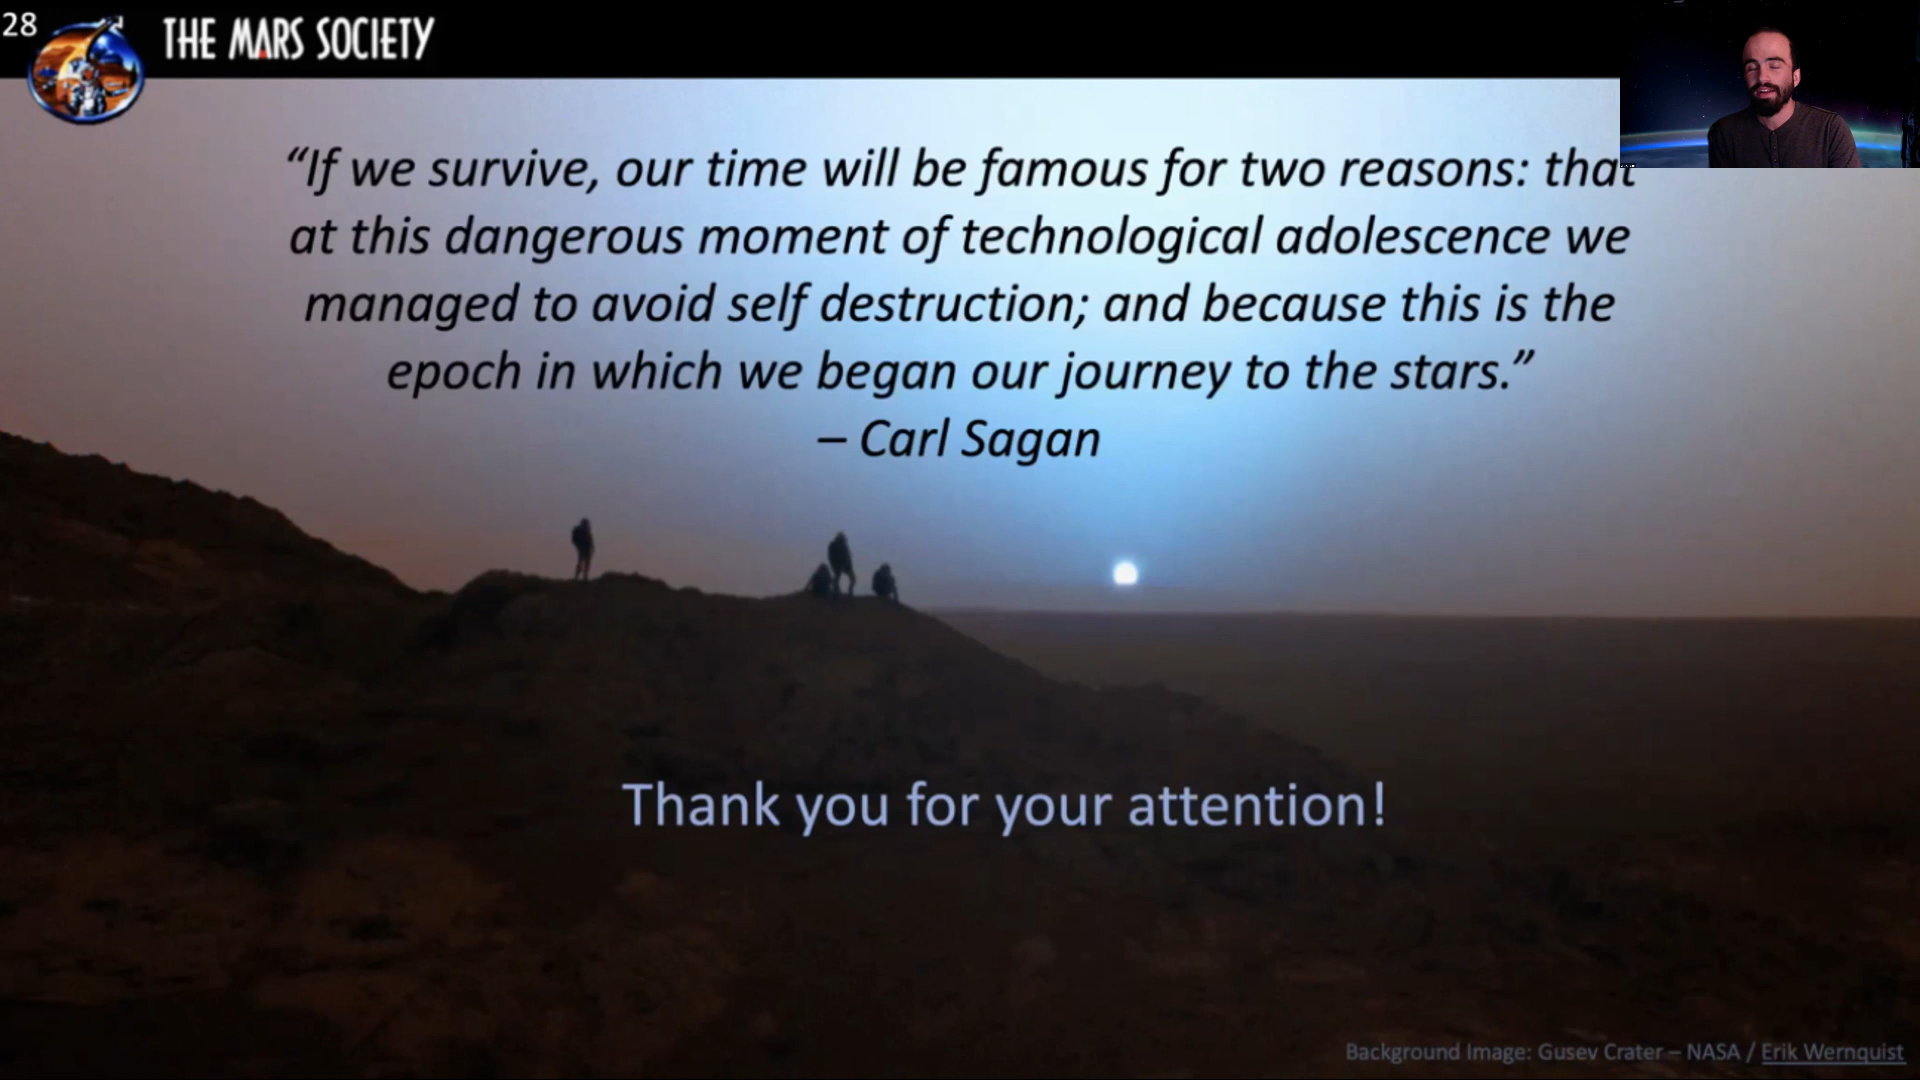 28
THE MARS SOCIETY
“If we survive, our time will be famous for two reasons: that
at this dangerous moment of technological adolescence we
managed to avoid self destruction; and because this is the
epoch in which we began our journey to the stars.”
– Carl Sagan
Thank you for your attention!
Background Image: Gusev Crater – NASA / Erik Wernquist